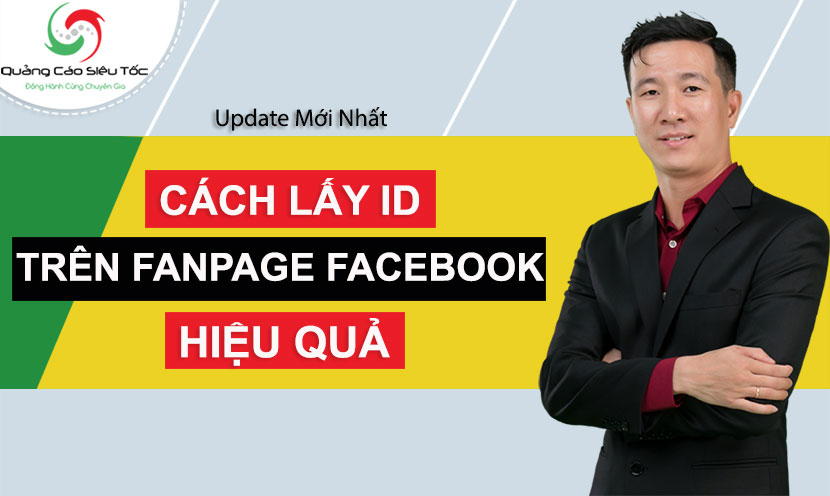 Quảng Cáo Siêu Tốc
Đồng Hành Cùng Chuyên Gia
Update Mới Nhất
CÁCH LẤY ID
TRÊN FANPAGE FACEBOOK
HIỆU QUẢ